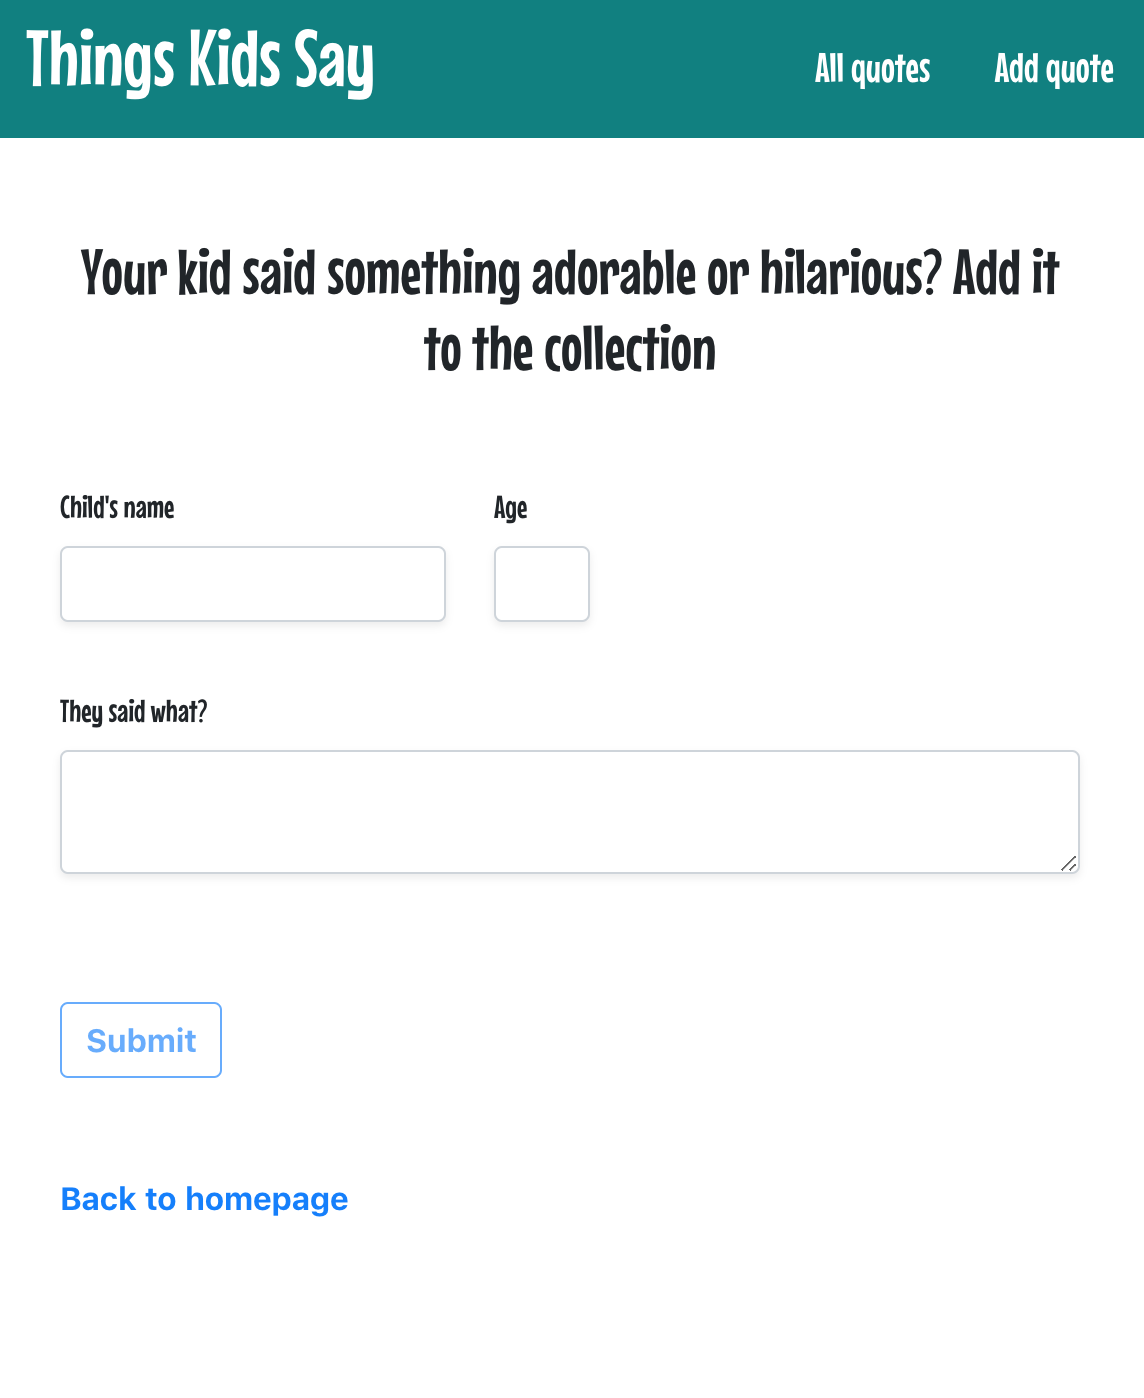 Things Kids Say
All quotes
Add quote
Your kid said something adorable or hilarious? Add it
to the collection
Child's name
Age
They said what?
Submit
Back to homepage